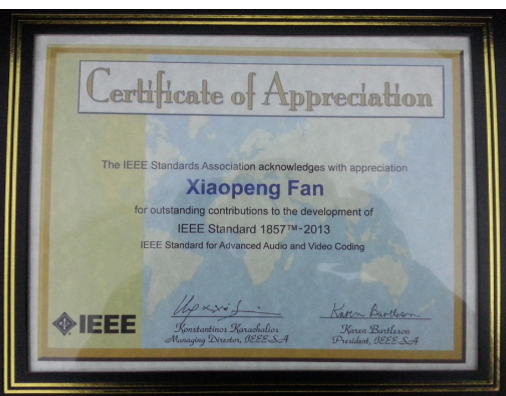 Certificate of Appreciation
The IEEE Standards Association acknowledges with appreciation
Xiaopeng Fan
for outstanding contributions to the development of
IEEE Standard 1857™-2013
IEEE Standard for Advanced Audio and Video Coding
Karen Bartleson
IEEE
Konstantinos Karachalios
Karen Bartleson
Managing Director, IEEE-SA
President, IEEE-SA